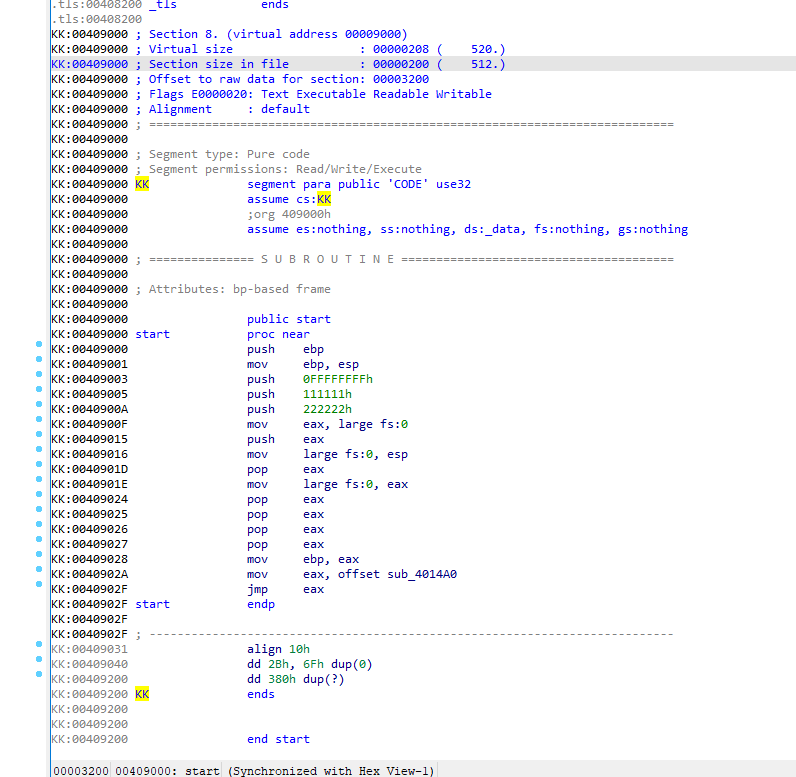 .tls:00408200 _tls ends
.tls:00408200
KK:00409000 ; Section 8. (virtual address 00009000)
KK:00409000 ; Virtual size : 00000208 ( 520.)
KK:00409000 ; Section size in file : 00000200 ( 512.)
KK:00409000 ; Offset to raw data for section: 00003200
KK:00409000 ; Flags E0000020: Text Executable Readable Writable
KK:00409000 ; Alignment : default
KK:00409000 ; ===========================================================================
KK:00409000
KK:00409000 ; Segment type: Pure code
KK:00409000 ; Segment permissions: Read/Write/Execute
KK:00409000 KK segment para public 'CODE' use32
KK:00409000 assume cs:KK
KK:00409000 ;org 409000h
KK:00409000 assume es:nothing, ss:nothing, ds:_data, fs:nothing, gs:nothing
KK:00409000
KK:00409000 ; =============== S U B R O U T I N E =======================================
KK:00409000
KK:00409000 ; Attributes: bp-based frame
KK:00409000
KK:00409000 public start
KK:00409000 start proc near
KK:00409000 push ebp
KK:00409001 mov ebp, esp
KK:00409003 push 0FFFFFFFFh
KK:00409005 push 111111h
KK:0040900A push 222222h
KK:0040900F mov eax, large fs:0
KK:00409015 push eax
KK:00409016 mov large fs:0, esp
KK:0040901D pop eax
KK:0040901E mov large fs:0, eax
KK:00409024 pop eax
KK:00409025 pop eax
KK:00409026 pop eax
KK:00409027 pop eax
KK:00409028 mov ebp, eax
KK:0040902A mov eax, offset sub_4014A0
KK:0040902F jmp eax
KK:0040902F start endp
KK:0040902F
KK:0040902F ; ---------------------------------------------------------------------------
KK:00409031 align 10h
KK:00409040 dd 2Bh, 6Fh dup(0)
KK:00409200 dd 380h dup(?)
KK:00409200 KK ends
KK:00409200
KK:00409200
KK:00409200 end start
00003200 00409000: start (Synchronized with Hex View-1)